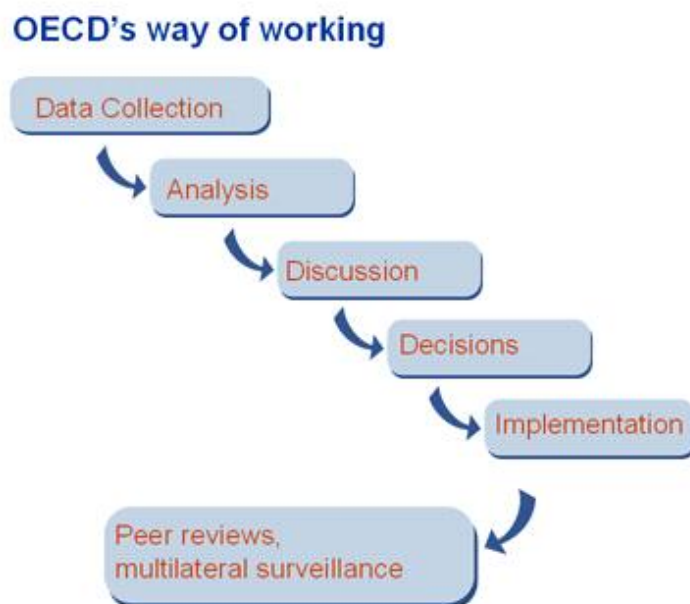 OECD's way of working
Data Collection
Analysis
Discussion
Decisions
Implementation
Peer reviews,
multilateral surveillance